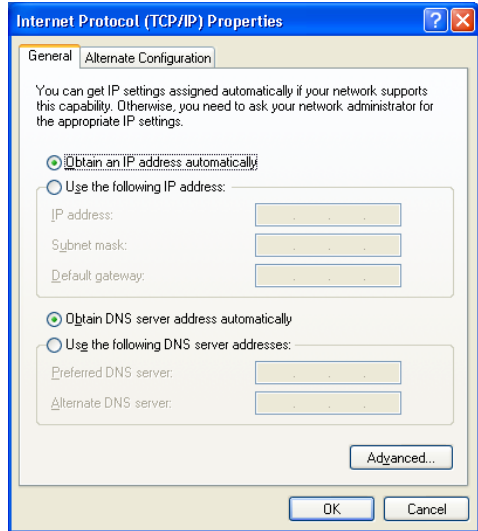 Internet Protocol (TCP/IP) Properties
General
Alternate Configuration
You can get IP settings assigned automatically if your network supports
this capability. Otherwise, you need to ask your network administrator for
the appropriate IP settings.
Obtain an IP address automatically
Use the following IP address:
IP address:
Subnet mask:
Default gateway:
Obtain DNS server address automatically
Use the following DNS server addresses:
Preferred DNS server:
Alternate DNS server:
Advanced...
OK
Cancel